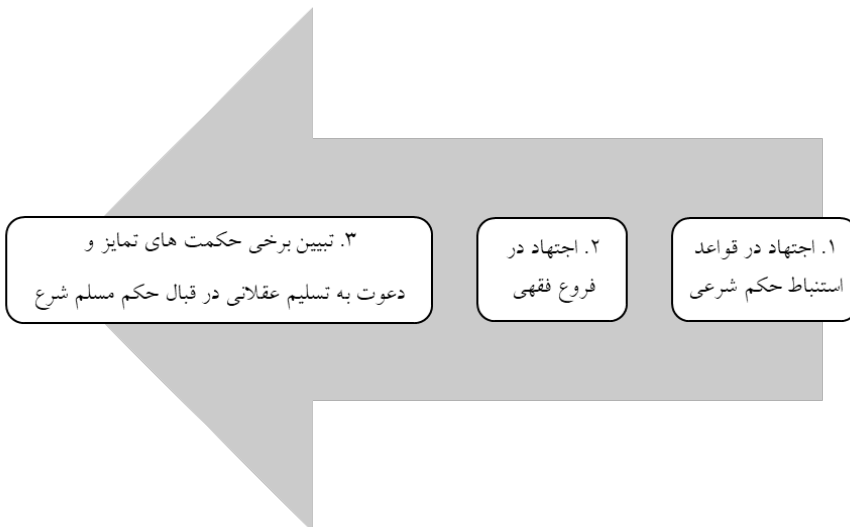 ۱. اجتهاد در قواعد
استنباط حکم شرعی
۲. اجتهاد در
فروع فقهی
۳. تبیین برخی حکمت های تمایز و
دعوت به تسلیم عقلانی در قبال حکم مسلم شرع